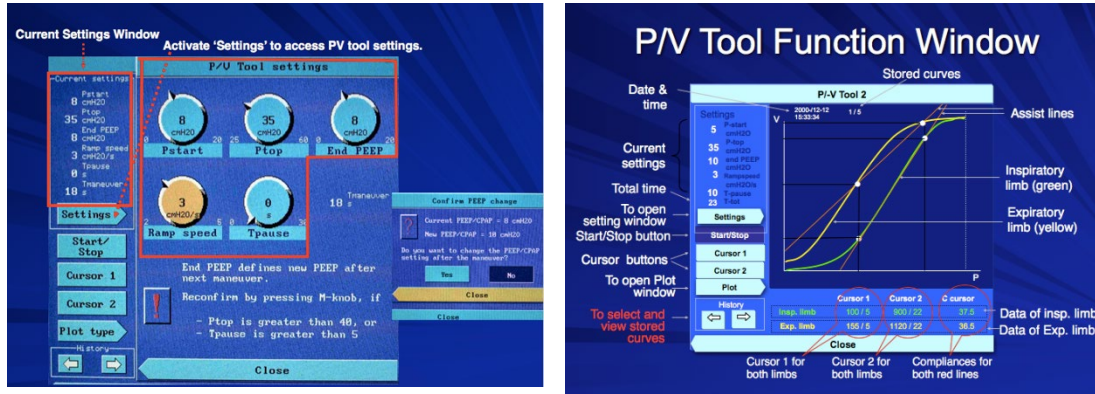 Current Settings Window
Activate 'Settings' to access PV tool settings.
Current settings
Pstart
8 cmH2O
Ptop
35 cmH2O
End PEEP
8 cmH2O
Ramp speed
3 cmH2O/s
Tpause
0 s
Tmaneuver
18 s
Settings
Start/
Stop
Cursor 1
Cursor 2
Plot type
History
P/V Tool settings
8
cmH2O
Pstart
35
cmH2O
25 60
Ptop
8
cmH2O
0 20
End PEEP
3
cmH2O/s
2 5
Ramp speed
0
s
0 30
Tpause
Tmaneuver
18 s
End PEEP defines new PEEP after
next maneuver.
Reconfirm by pressing M-knob, if
- Ptop is greater than 40, or
- Tpause is greater than 5
Close
Confirm PEEP change
Current PEEP/CPAP = 0 cmH2O
New PEEP/CPAP = 10 cmH2O
Do you want to change the PEEP/CPAP
setting after the maneuver?
Yes No
Close
Close
P/V Tool Function Window
Stored curves
Date &
time
Current
settings
Total time
To open
setting window
Start/Stop button
Cursor buttons
To open Plot
window
To select and
view stored
curves
P/-V Tool 2
2000-/12-12
15:33:34
1 / 5
Settings
5 P-start
cmH2O
35 P-top
cmH2O
10 end PEEP
cmH2O
3 Rampspeed
cmH2O/s
10 T-pause
23 T-tot
Settings
Start/Stop
Cursor 1
Cursor 2
Plot
History
V
P
Assist lines
Inspiratory
limb (green)
Expiratory
limb (yellow)
Cursor 1 Cursor 2 C cursor
Insp. limb 100 / 5 900 / 22 37.5
Exp. limb 155 / 5 1120 / 22 36.5
Close
Data of insp. limb
Data of Exp. limb
Cursor 1 for
both limbs
Cursor 2 for
both limbs
Compliances for
both red lines